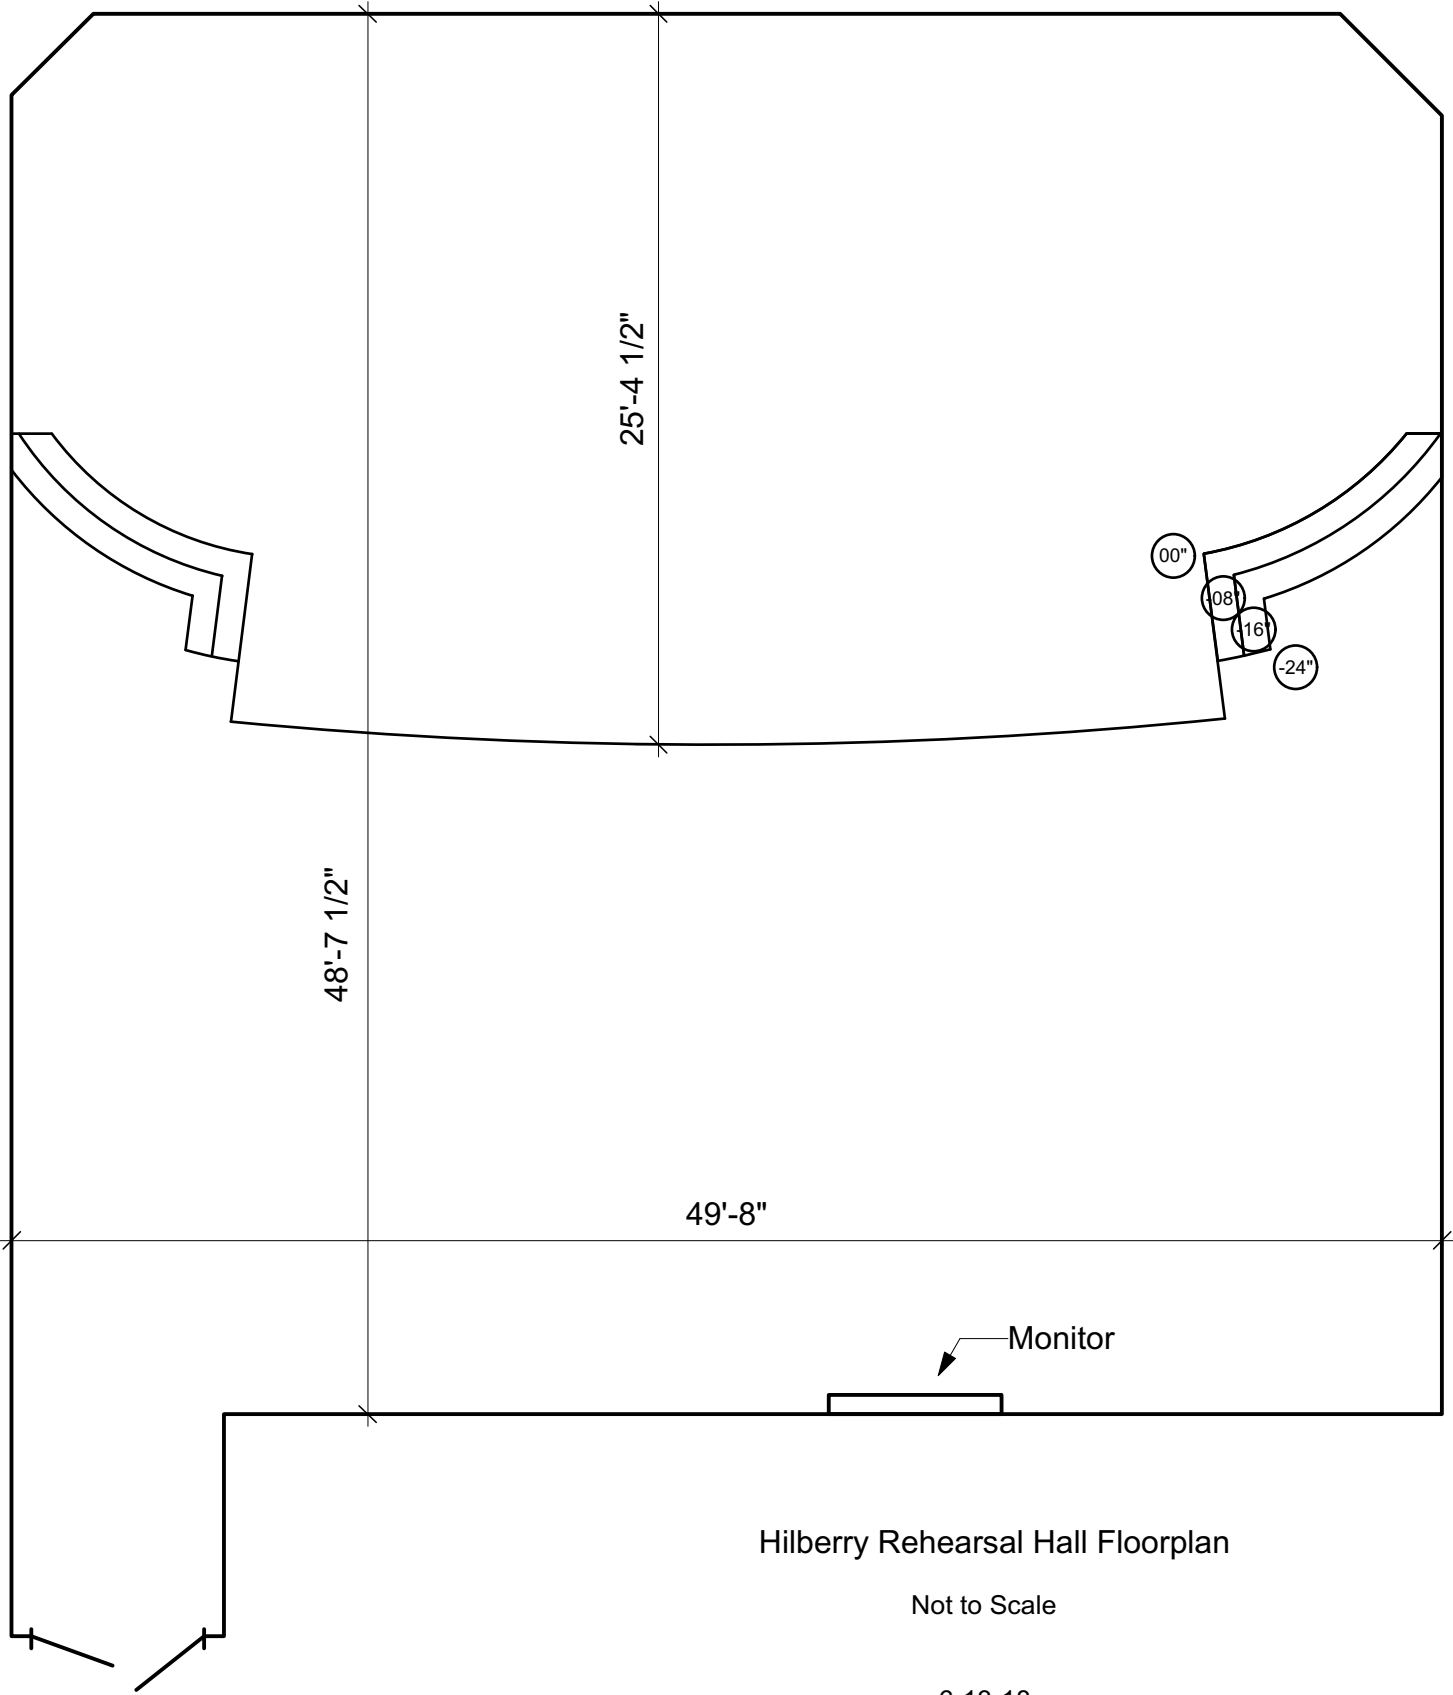 25'-4 1/2"
00"
-08"
-16"
-24"
48'-7 1/2"
49'-8"
Monitor
Hilberry Rehearsal Hall Floorplan
Not to Scale